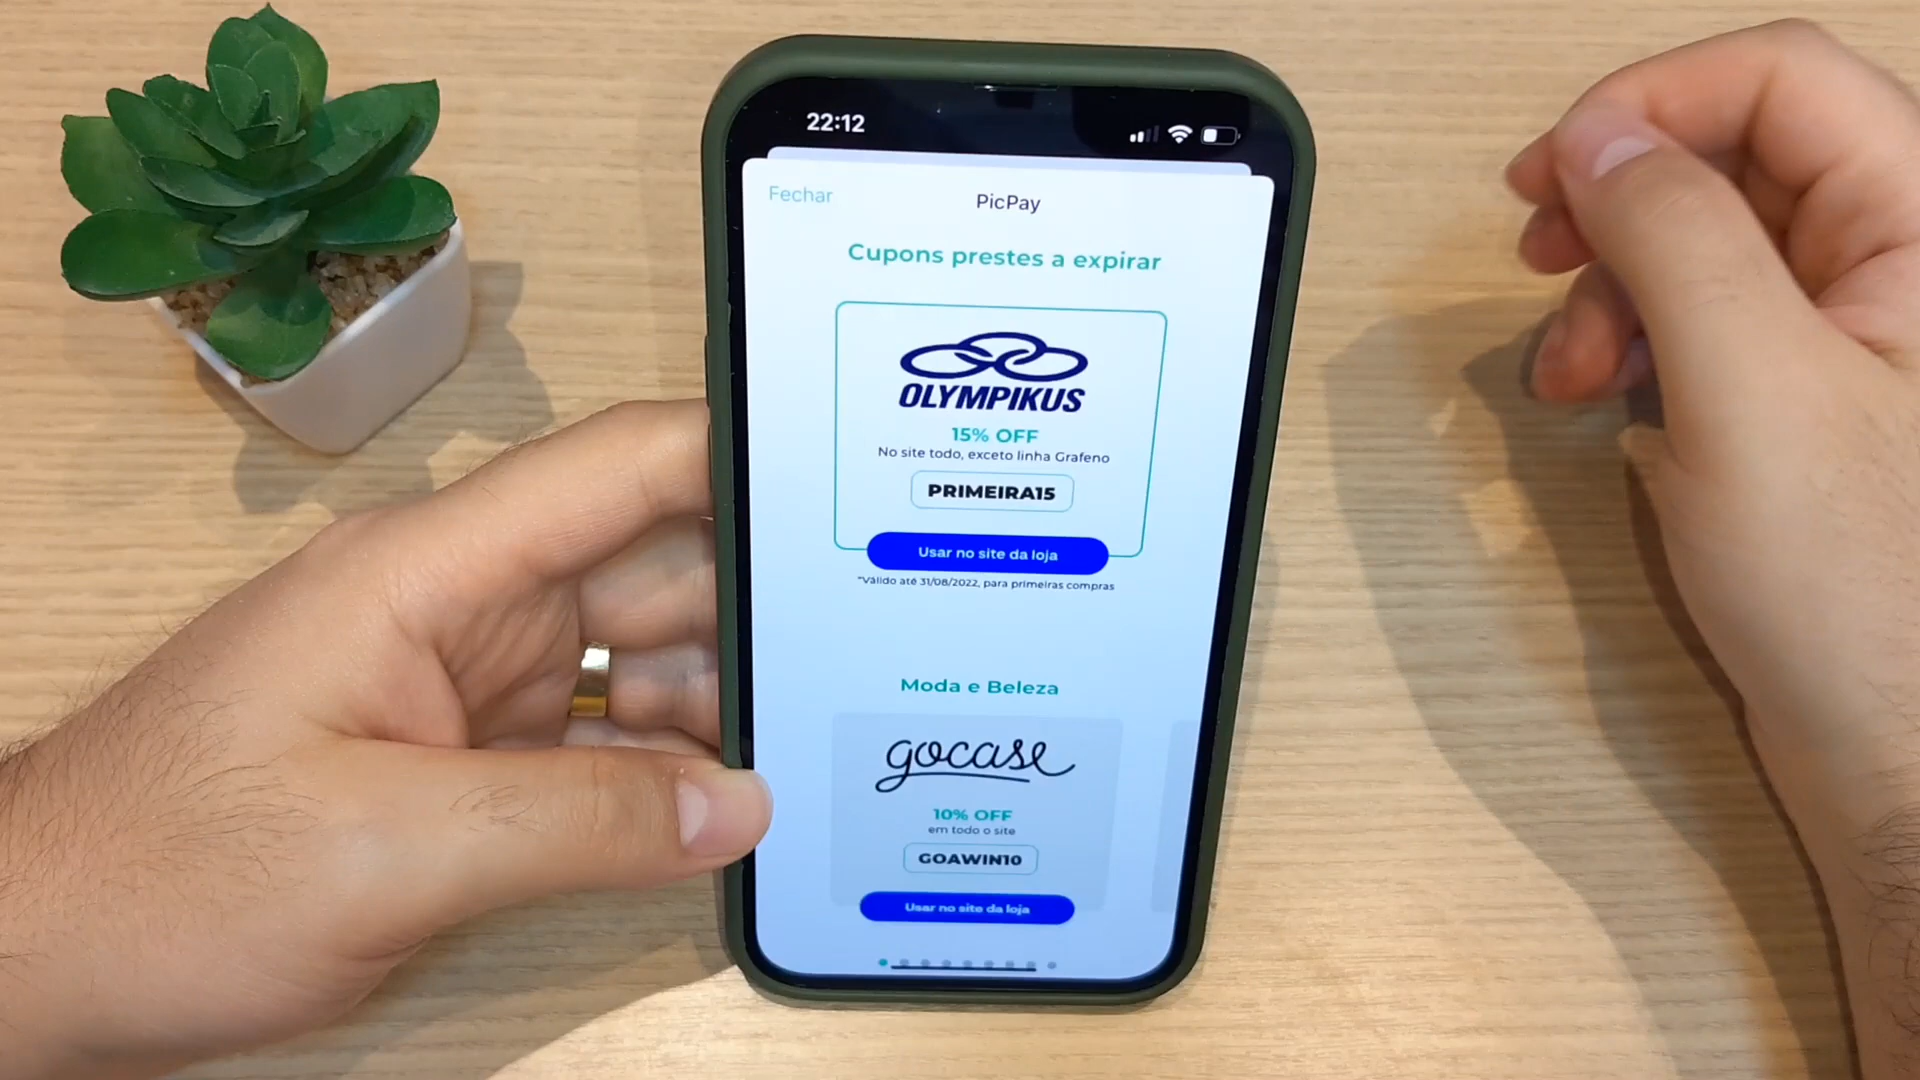 22:12
Fechar
PicPay
Cupons prestes a expirar
OLYMPIKUS
15% OFF
No site todo, exceto linha Grafeno
PRIMEIRA15
Usar no site da loja
*Válido até 31/08/2022, para primeiras compras
Moda e Beleza
gocase
10% OFF
em todo o site
GOAWIN10
Usar no site da loja